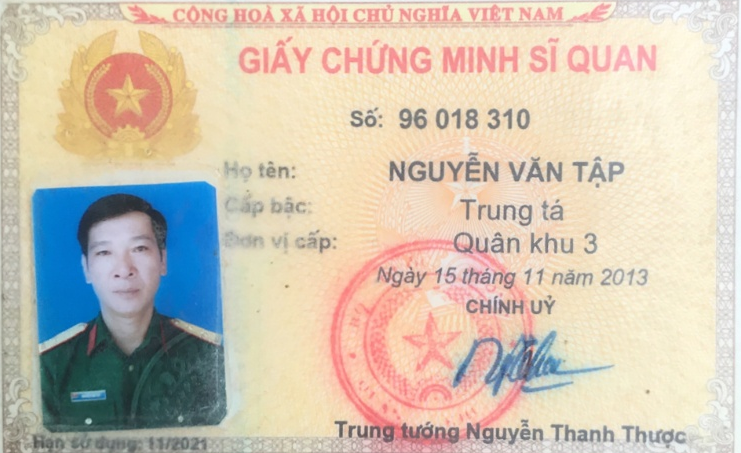 CỘNG HOÀ XÃ HỘI CHỦ NGHĨA VIỆT NAM
GIẤY CHỨNG MINH SĨ QUAN
Số: 96 018 310
Họ tên: NGUYỄN VĂN TẬP
Cấp bậc: Trung tá
Đơn vị cấp: Quân khu 3
Ngày 15 tháng 11 năm 2013
CHÍNH UỶ
Hạn sử dụng: 11/2021
Trung tướng Nguyễn Thanh Thược